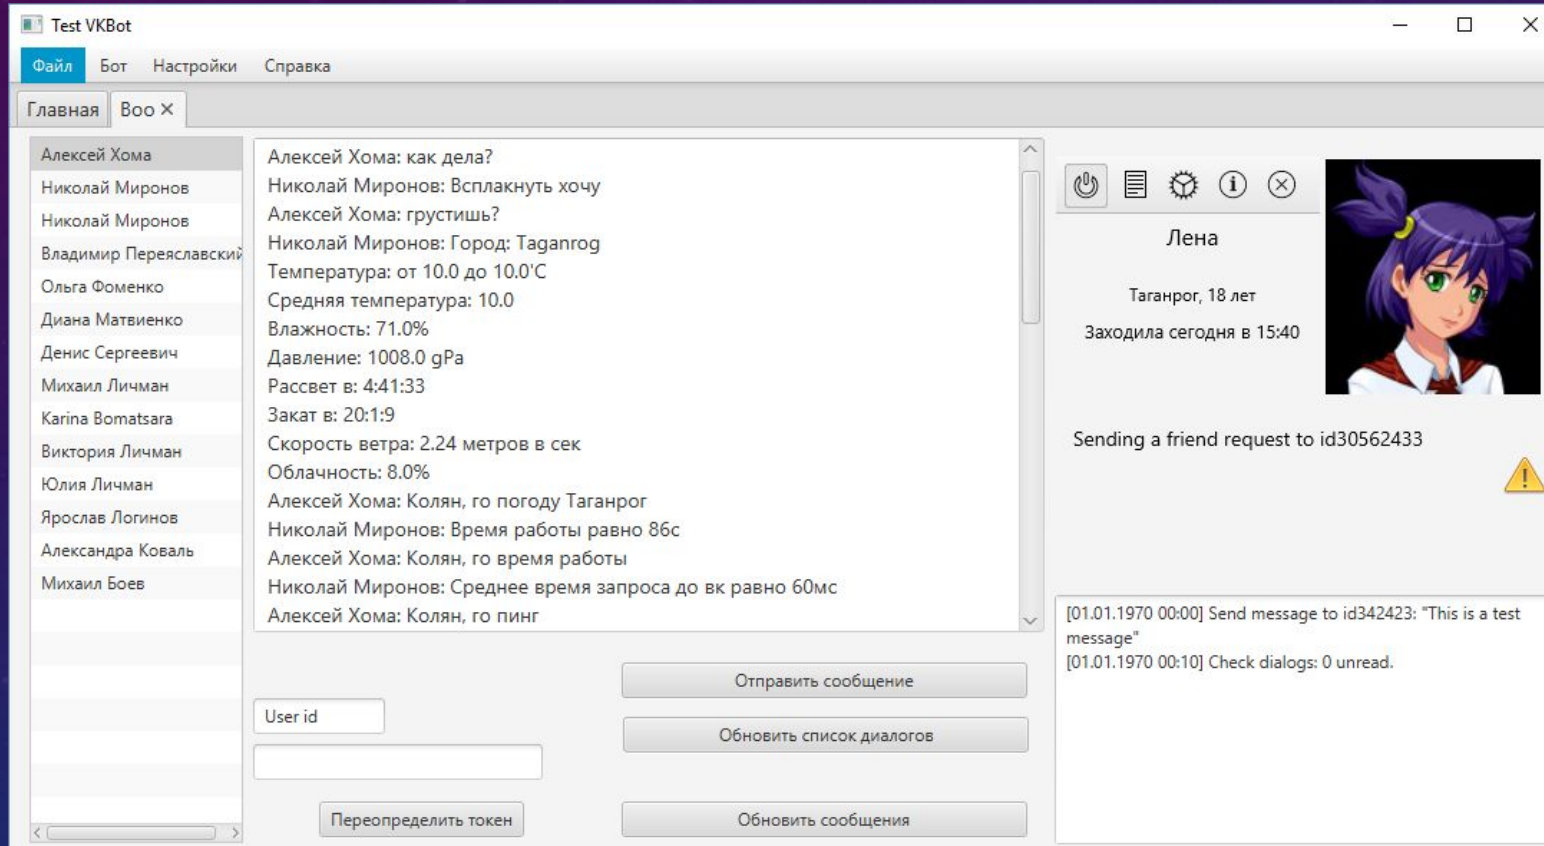 Test VKBot
Файл Бот Настройки Справка
Главная Boo
Алексей Хома
Николай Миронов
Николай Миронов
Владимир Переяславский
Ольга Фоменко
Диана Матвиенко
Денис Сергеевич
Михаил Личман
Karina Bomatsara
Виктория Личман
Юлия Личман
Ярослав Логинов
Александра Коваль
Михаил Боев
Алексей Хома: как дела?
Николай Миронов: Всплакнуть хочу
Алексей Хома: грустишь?
Николай Миронов: Город: Taganrog
Температура: от 10.0 до 10.0'C
Средняя температура: 10.0
Влажность: 71.0%
Давление: 1008.0 gPa
Рассвет в: 4:41:33
Закат в: 20:1:9
Скорость ветра: 2.24 метров в сек
Облачность: 8.0%
Алексей Хома: Колян, го погоду Таганрог
Николай Миронов: Время работы равно 86с
Алексей Хома: Колян, го время работы
Николай Миронов: Среднее время запроса до вк равно 60мс
Алексей Хома: Колян, го пинг
User id
Переопределить токен
Отправить сообщение
Обновить список диалогов
Обновить сообщения
Лена
Таганрог, 18 лет
Заходила сегодня в 15:40
Sending a friend request to id30562433
[01.01.1970 00:00] Send message to id342423: "This is a test
message"
[01.01.1970 00:10] Check dialogs: 0 unread.